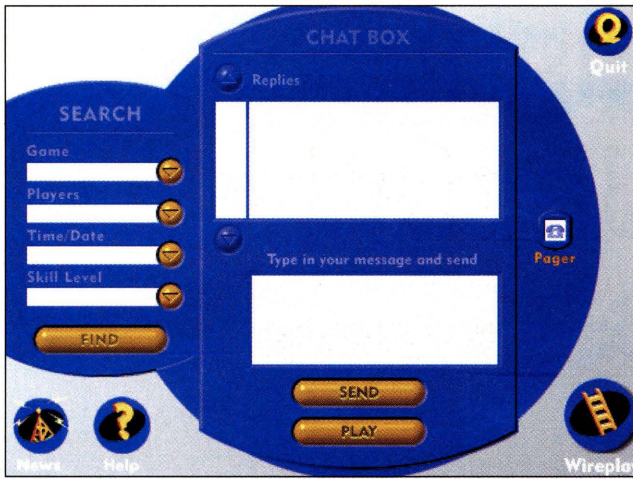 CHAT BOX
Quit
Replies
SEARCH
Game
Players
Time/Date
Skill Level
FIND
Type in your message and send
Pager
SEND
PLAY
News
Help
Wireplay